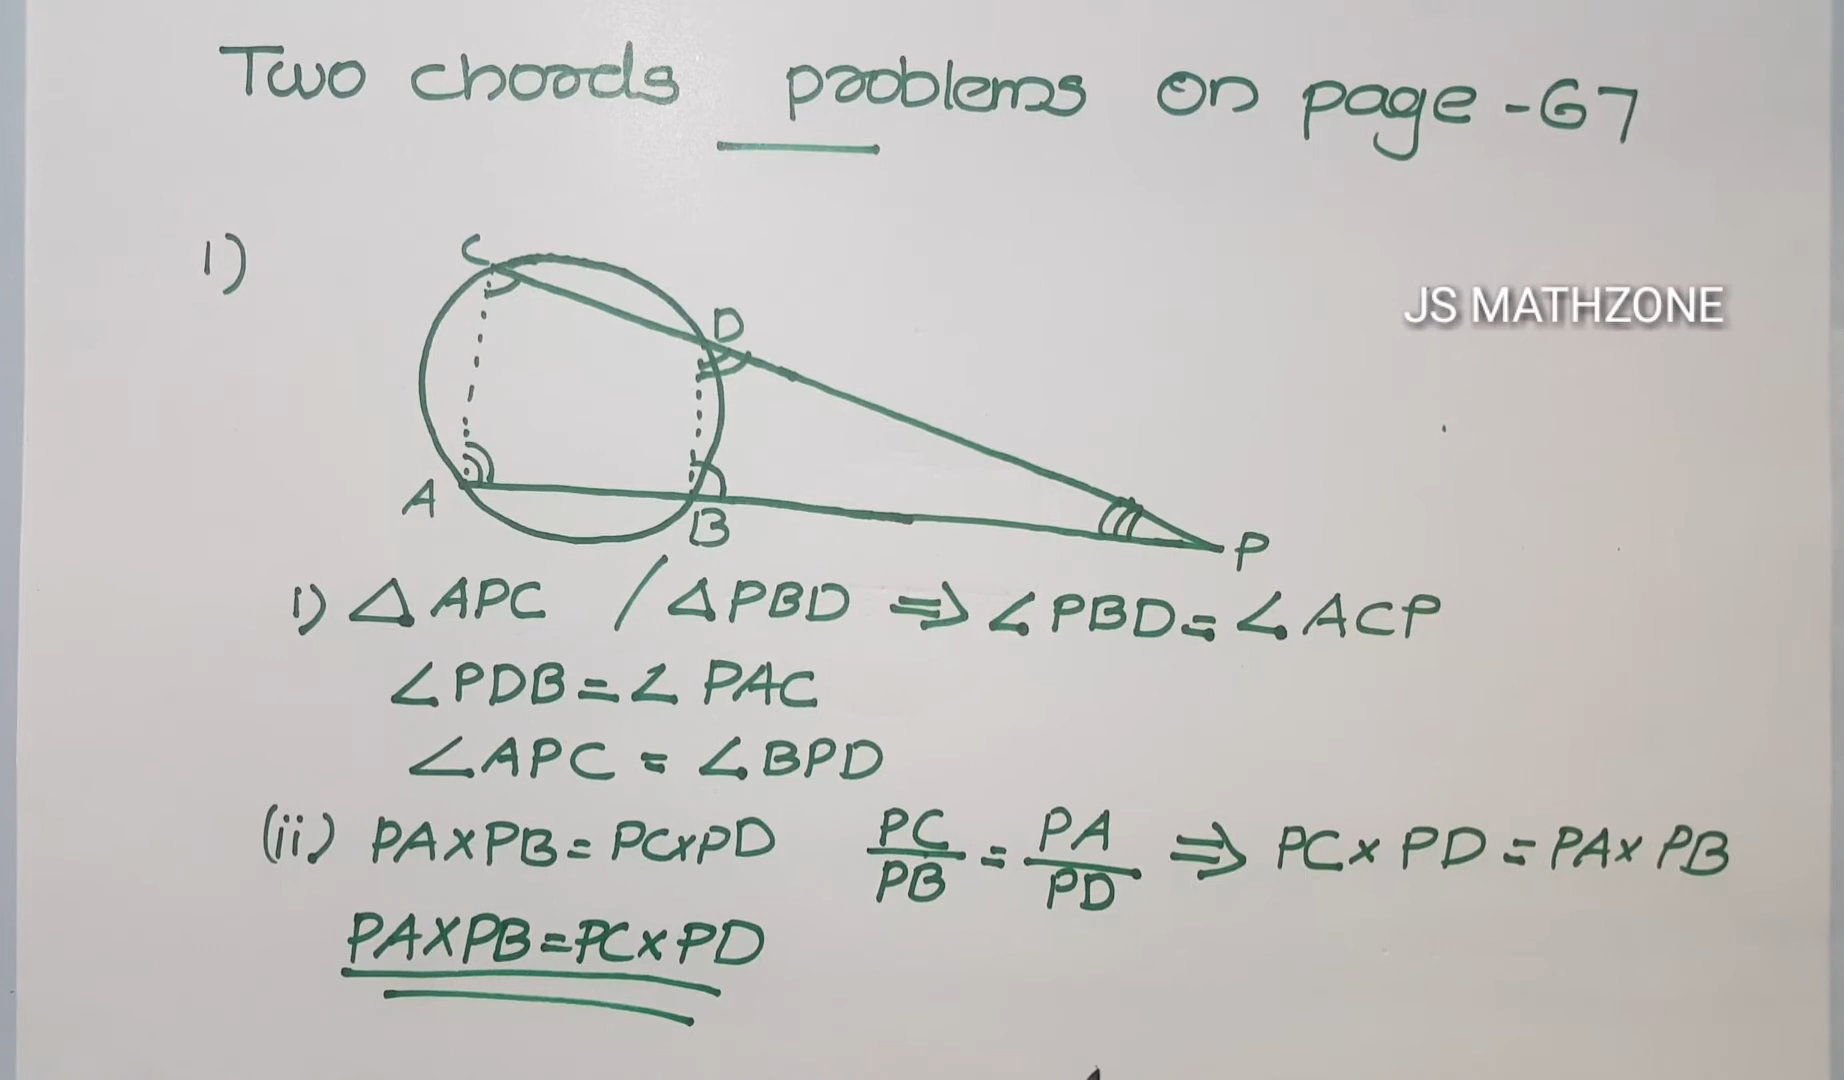 Two chords problems on page-67
1)
JS MATHZONE
C
D
A
B
P
1) △ APC / △ PBD ⇒ ∠PBD = ∠ACP
∠PDB = ∠PAC
∠APC = ∠BPD
(ii) PA×PB = PC×PD PC/PB = PA/PD ⇒ PC × PD = PA× PB
PA×PB = PC× PD